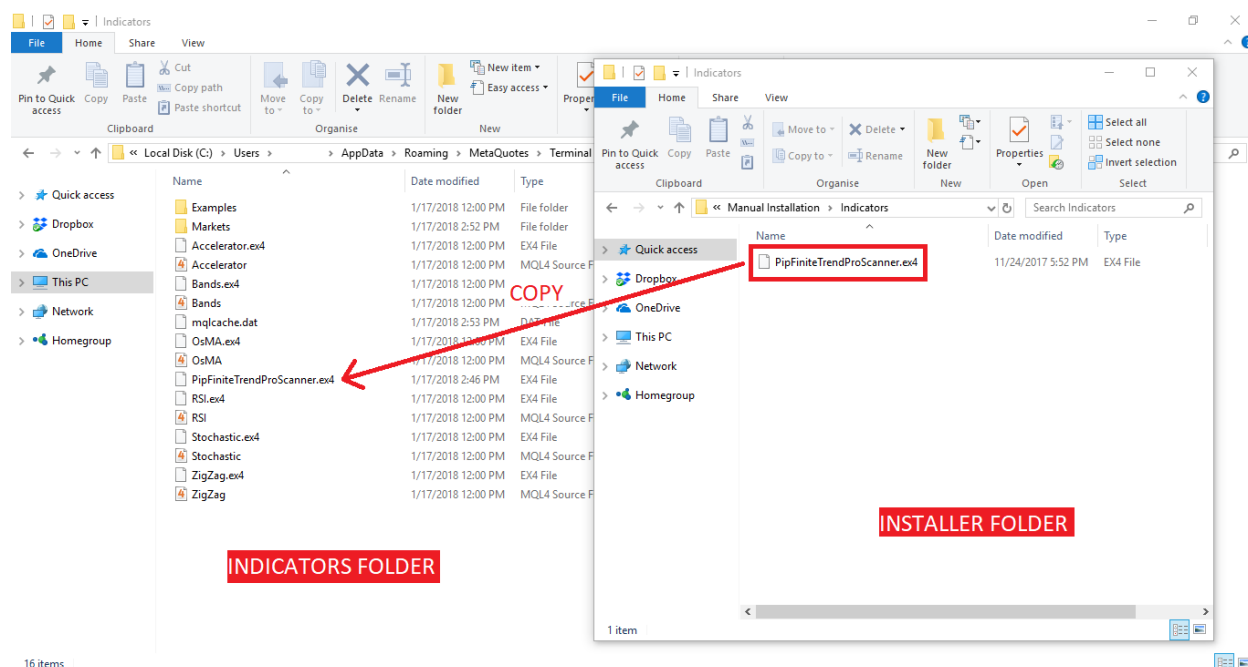 Indicators
File Home Share View
Pin to Quick access Copy Paste Cut Copy path Paste shortcut Move to Copy to Delete Rename New folder New item Easy access
Clipboard Organise New
« Local Disk (C:) › Users › › AppData › Roaming › MetaQuotes › Terminal
Quick access
Dropbox
OneDrive
This PC
Network
Homegroup
Name Date modified Type
Examples 1/17/2018 12:00 PM File folder
Markets 1/17/2018 2:52 PM File folder
Accelerator.ex4 1/17/2018 12:00 PM EX4 File
Accelerator 1/17/2018 12:00 PM MQL4 Source F
Bands.ex4 1/17/2018 12:00 PM
Bands 1/17/2018 12:00 PM
mqlcache.dat 1/17/2018 2:53 PM DAT File
OsMA.ex4 1/17/2018 12:00 PM EX4 File
OsMA 1/17/2018 12:00 PM MQL4 Source F
PipFiniteTrendProScanner.ex4 1/17/2018 2:46 PM EX4 File
RSI.ex4 1/17/2018 12:00 PM EX4 File
RSI 1/17/2018 12:00 PM MQL4 Source F
Stochastic.ex4 1/17/2018 12:00 PM EX4 File
Stochastic 1/17/2018 12:00 PM MQL4 Source F
ZigZag.ex4 1/17/2018 12:00 PM EX4 File
ZigZag 1/17/2018 12:00 PM MQL4 Source F
COPY
INDICATORS FOLDER
16 items
Indicators
File Home Share View
Pin to Quick access Copy Paste Move to Copy to Delete Rename New folder Properties Select all Select none Invert selection
Clipboard Organise New Open Select
« Manual Installation › Indicators Search Indicators
Quick access
Dropbox
OneDrive
This PC
Network
Homegroup
Name Date modified Type
PipFiniteTrendProScanner.ex4 11/24/2017 5:52 PM EX4 File
INSTALLER FOLDER
1 item